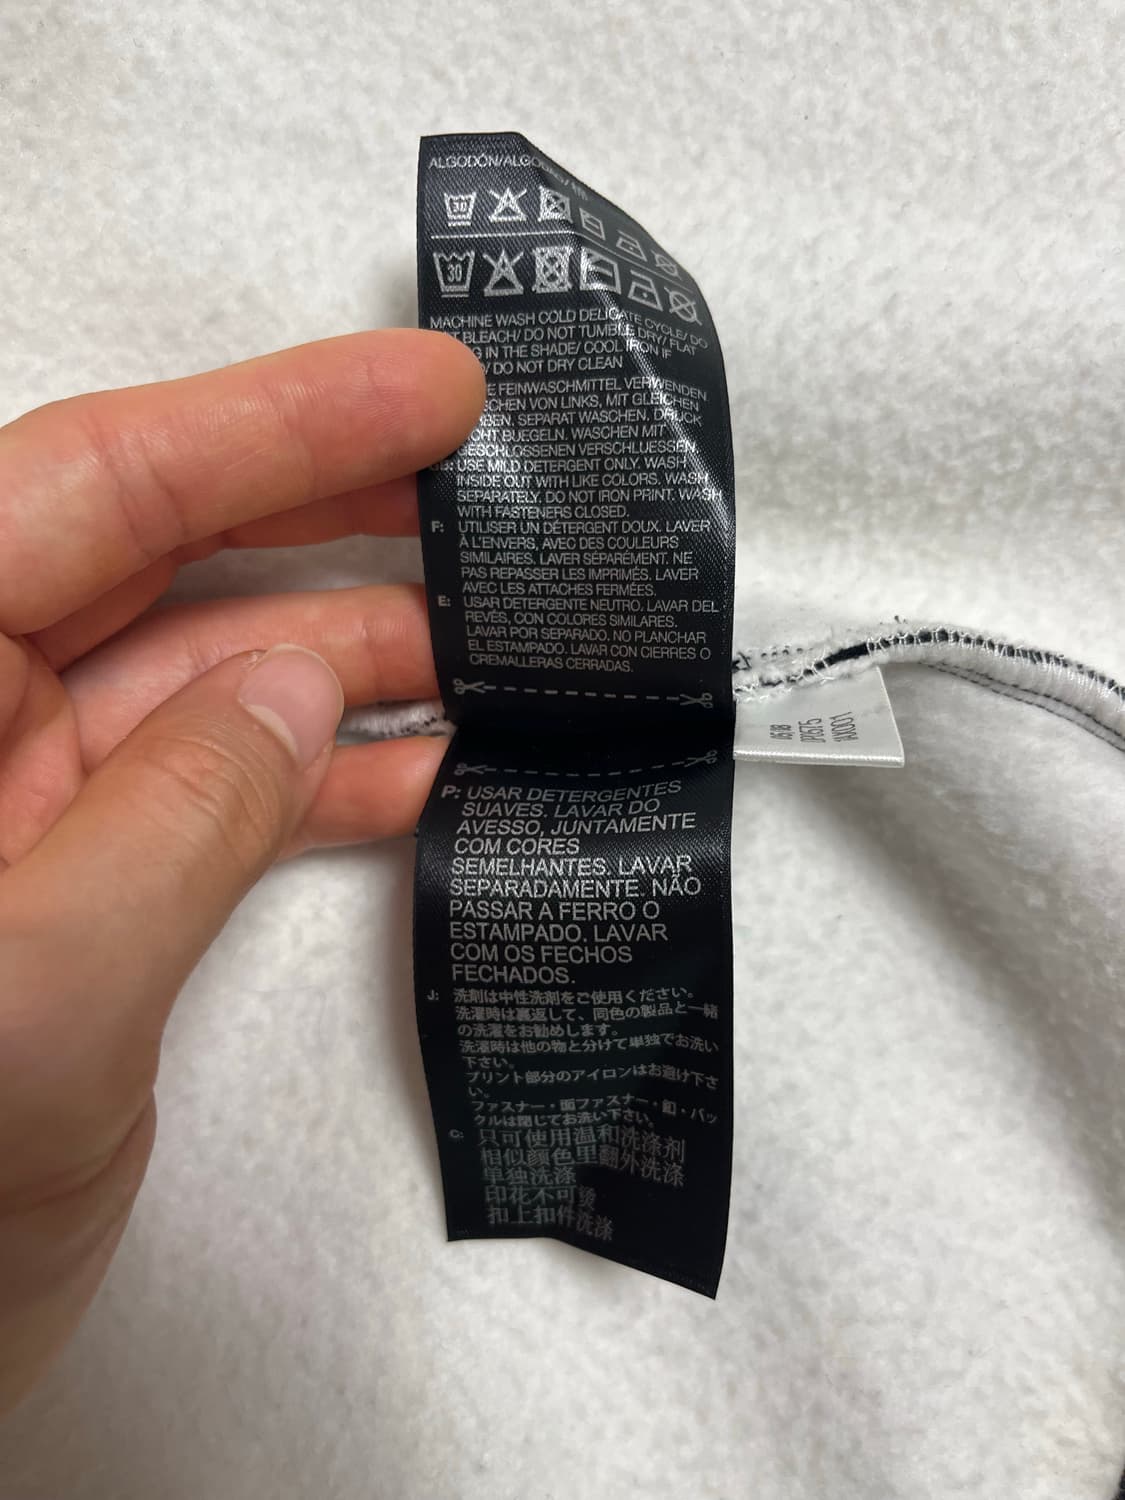 ALGODÓN/ALGODÃO/
30
30
MACHINE WASH COLD DELICATE CYCLE/ DO
BLEACH/ DO NOT TUMBLE DRY/ FLAT
IN THE SHADE/ COOL IRON IF
/ DO NOT DRY CLEAN
FEINWASCHMITTEL VERWENDEN
VON LINKS, MIT GLEICHEN
SEPARAT WASCHEN. DRUCK
BUEGELN. WASCHEN MIT
GESCHLOSSENEN VERSCHLUESSEN.
USE MILD DETERGENT ONLY. WASH
INSIDE OUT WITH LIKE COLORS. WASH
SEPARATELY. DO NOT IRON PRINT. WASH
WITH FASTENERS CLOSED.
F: UTILISER UN DÉTERGENT DOUX. LAVER
À L'ENVERS, AVEC DES COULEURS
SIMILAIRES. LAVER SÉPARÉMENT. NE
PAS REPASSER LES IMPRIMÉS. LAVER
AVEC LES ATTACHES FERMÉES.
E: USAR DETERGENTE NEUTRO. LAVAR DEL
REVÉS, CON COLORES SIMILARES.
LAVAR POR SEPARADO. NO PLANCHAR
EL ESTAMPADO. LAVAR CON CIERRES O
CREMALLERAS CERRADAS.
P: USAR DETERGENTES
SUAVES. LAVAR DO
AVESSO, JUNTAMENTE
COM CORES
SEMELHANTES. LAVAR
SEPARADAMENTE. NÃO
PASSAR A FERRO O
ESTAMPADO. LAVAR
COM OS FECHOS
FECHADOS.
J: 洗剤は中性洗剤をご使用ください。
洗濯時は裏返して、同色の製品と一緒
の洗濯をお勧めします。
洗濯時は他の物と分けて単独でお洗い
下さい。
プリント部分のアイロンはお避け下さ
い。
ファスナー・面ファスナー・釦・バッ
クルは閉じてお洗い下さい。
C: 只可使用温和洗涤剂
相似颜色里翻外洗涤
单独洗涤
印花不可烫
扣上扣件洗涤
05/18